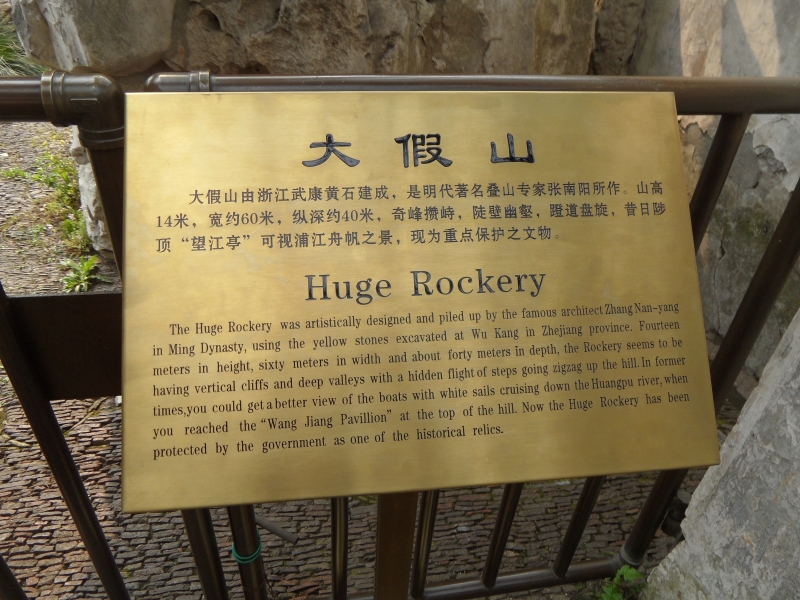 大假山
大假山由浙江武康黄石建成，是明代著名叠山专家张南阳所作。山高
14米，宽约60米，纵深约40米，奇峰攒峙，陡壁幽壑，蹬道盘旋，昔日陟
顶“望江亭”可视浦江舟帆之景，现为重点保护之文物。
Huge Rockery
The Huge Rockery was artistically designed and piled up by the famous architect Zhang Nan-yang
in Ming Dynasty, using the yellow stones excavated at Wu Kang in Zhejiang province. Fourteen
meters in height, sixty meters in width and about forty meters in depth, the Rockery seems to be
having vertical cliffs and deep valleys with a hidden flight of steps going zigzag up the hill. In former
times,you could get a better view of the boats with white sails cruising down the Huangpu river, when
you reached the “Wang Jiang Pavillion” at the top of the hill. Now the Huge Rockery has been
protected by the government as one of the historical relics.